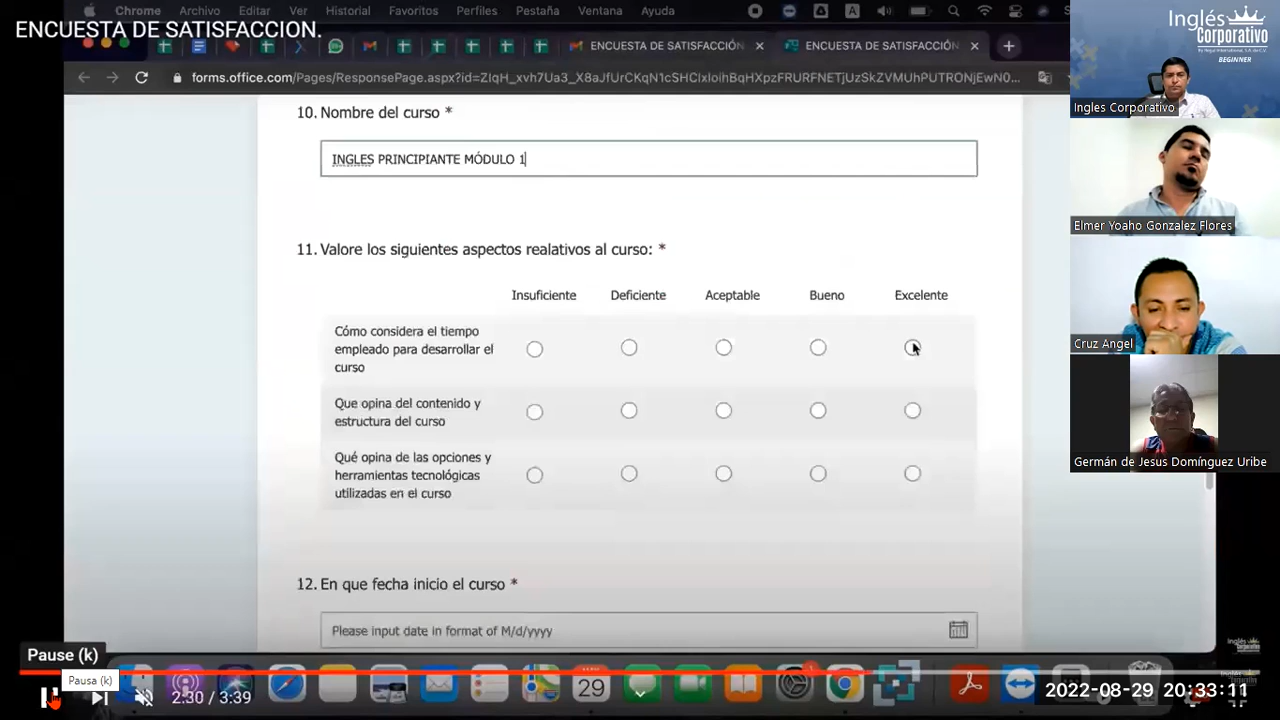 Chrome Archivo Editar Ver Historial Favoritos Perfiles Pestaña Ventana Ayuda
ENCUESTA DE SATISFACCION.
ENCUESTA DE SATISFACCIÓN
ENCUESTA DE SATISFACCIÓN
forms.office.com/Pages/ResponsePage.aspx?id=ZIqH_xvh7Ua3_X8aJfUrCKqN1cSHClxIoihBqHXpzFRURFNETjUzSkZVMUhPUTRONjEwN0...
10. Nombre del curso *
INGLES PRINCIPIANTE MÓDULO 1
11. Valore los siguientes aspectos realativos al curso: *
Insuficiente Deficiente Aceptable Bueno Excelente
Cómo considera el tiempo
empleado para desarrollar el
curso
Que opina del contenido y
estructura del curso
Qué opina de las opciones y
herramientas tecnológicas
utilizadas en el curso
12. En que fecha inicio el curso *
Please input date in format of M/d/yyyy
Pause (k)
Pausa (k)
2:30 / 3:39
29
2022-08-29 20:33:11
Inglés
Corporativo
BEGINNER
Ingles Corporativo
Elmer Yoaho Gonzalez Flores
Cruz Angel
Germán de Jesus Domínguez Uribe
Inglés
Corporativo